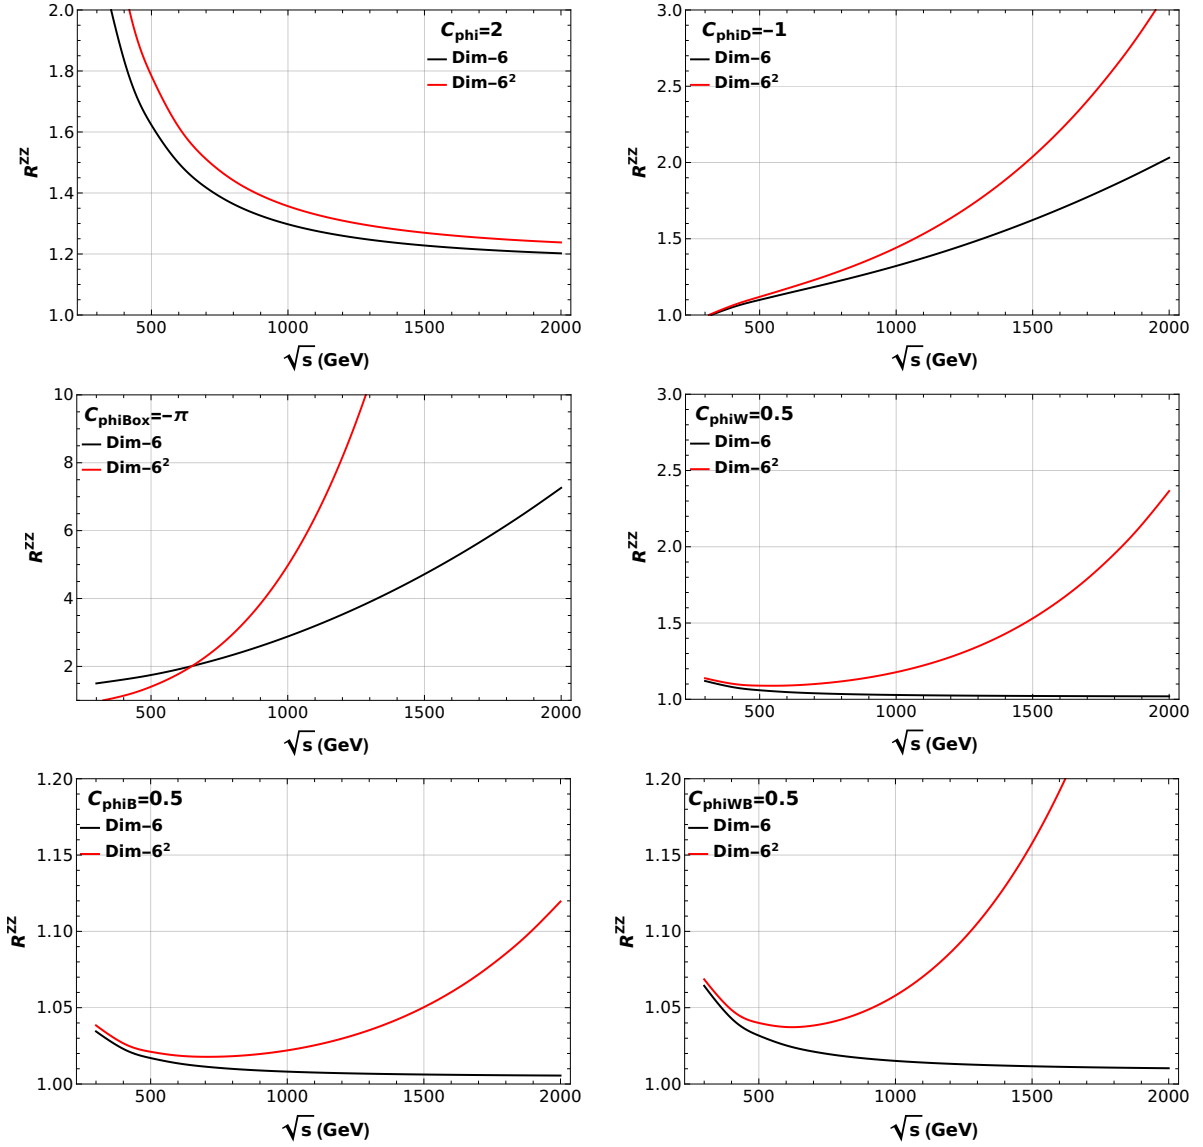 C_phi=2
Dim–6
Dim–6²
2.0
1.8
1.6
1.4
1.2
1.0
R^ZZ
500 1000 1500 2000
√s (GeV)
C_phiD=–1
Dim–6
Dim–6²
3.0
2.5
2.0
1.5
1.0
R^ZZ
500 1000 1500 2000
√s (GeV)
C_phiBox=–π
Dim–6
Dim–6²
10
8
6
4
2
R^ZZ
500 1000 1500 2000
√s (GeV)
C_phiW=0.5
Dim–6
Dim–6²
3.0
2.5
2.0
1.5
1.0
R^ZZ
500 1000 1500 2000
√s (GeV)
C_phiB=0.5
Dim–6
Dim–6²
1.20
1.15
1.10
1.05
1.00
R^ZZ
500 1000 1500 2000
√s (GeV)
C_phiWB=0.5
Dim–6
Dim–6²
1.20
1.15
1.10
1.05
1.00
R^ZZ
500 1000 1500 2000
√s (GeV)